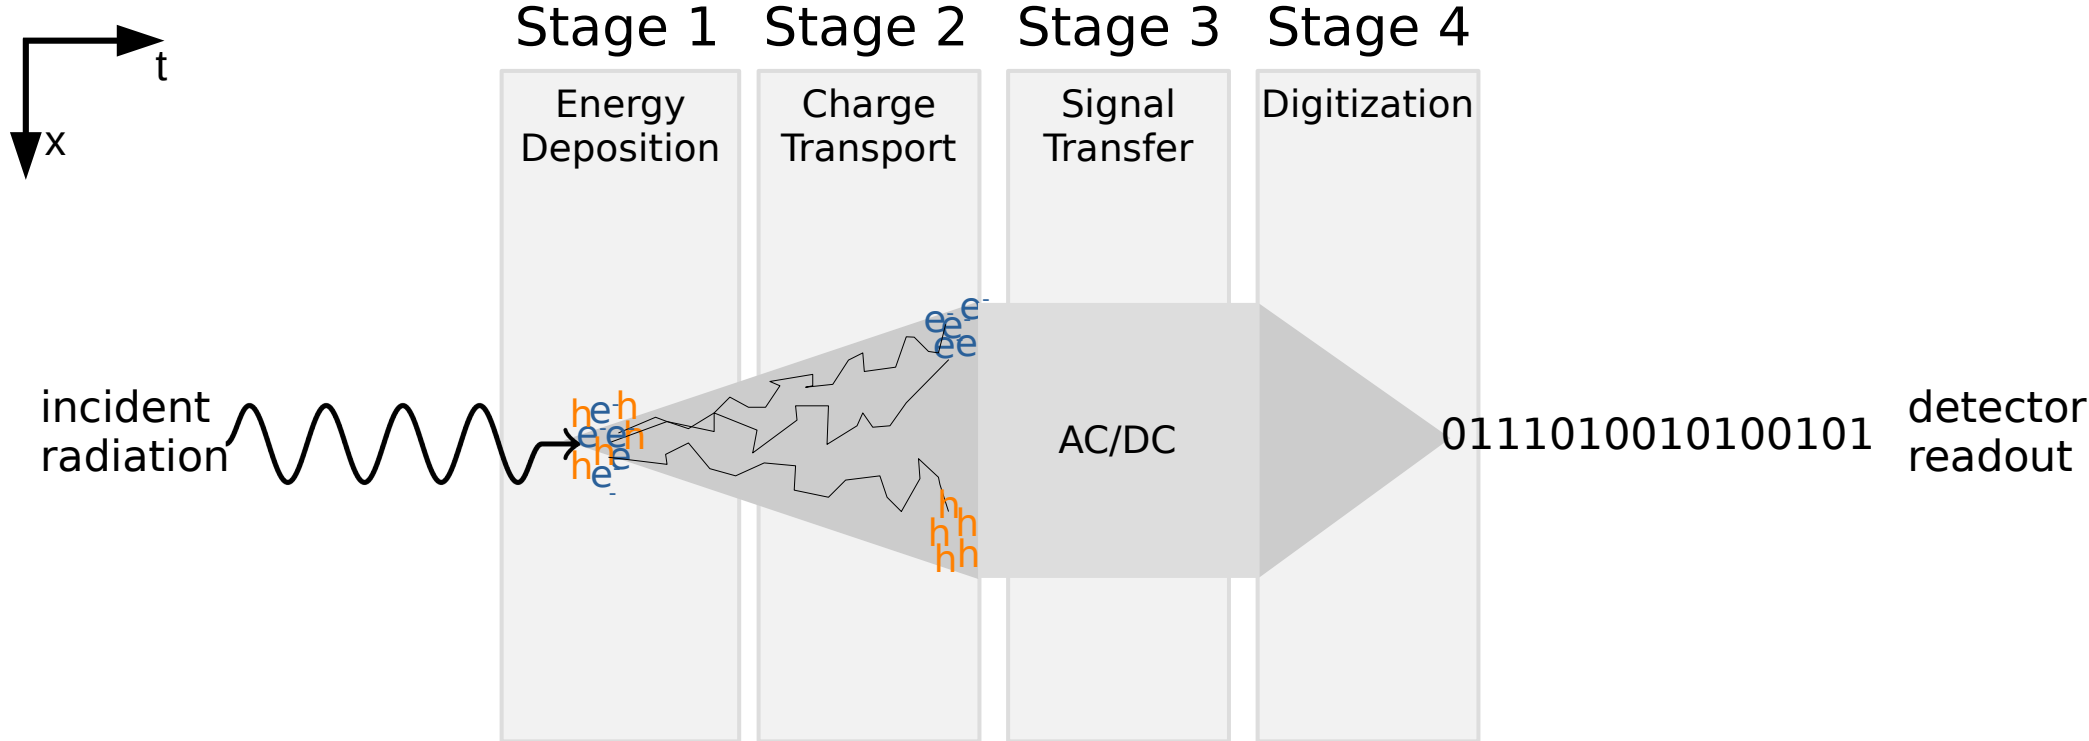 Stage 1 Stage 2 Stage 3 Stage 4
t
x
Energy
Deposition
Charge
Transport
Signal
Transfer
Digitization
incident
radiation
h e- h
e- e h
h
h e
e-
e- e- e-
e e
h
h h
h h
AC/DC
0111010010100101
detector
readout